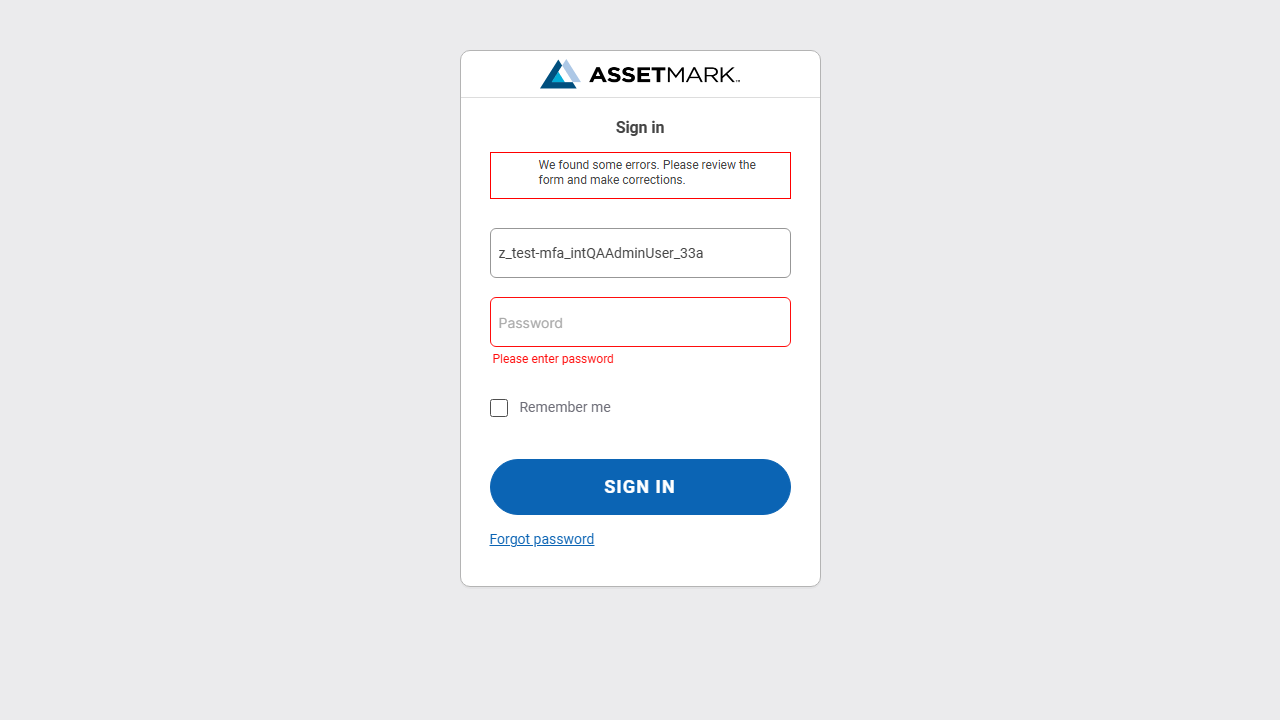 ASSETMARK™
Sign in
We found some errors. Please review the
form and make corrections.
z_test-mfa_intQAAdminUser_33a
Password
Please enter password
Remember me
SIGN IN
Forgot password